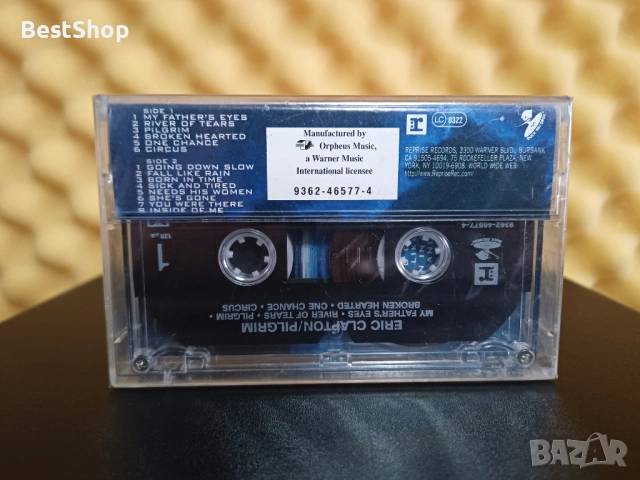 BestShop
SIDE 1
1 MY FATHER'S EYES
2 RIVER OF TEARS
3 PILGRIM
4 BROKEN HEARTED
5 ONE CHANCE
6 CIRCUS
SIDE 2
1 GOING DOWN SLOW
2 FALL LIKE RAIN
3 BORN IN TIME
4 SICK AND TIRED
5 NEEDS HIS WOMEN
6 SHE'S GONE
7 YOU WERE THERE
8 INSIDE OF ME
Manufactured by
Orpheus Music,
a Warner Music
International licensee
9362-46577-4
LC 0322
REPRISE RECORDS, 3300 WARNER BLVD., BURBANK,
CA 91505-4694, 75 ROCKEFELLER PLAZA, NEW
YORK, NY 10019-6908. WORLD WIDE WEB:
http://www.RepriseRec.com/
9362-46577-4
1
ERIC CLAPTON/PILGRIM
MY FATHER'S EYES • RIVER OF TEARS • PILGRIM •
BROKEN HEARTED • ONE CHANCE • CIRCUS
BAZAR